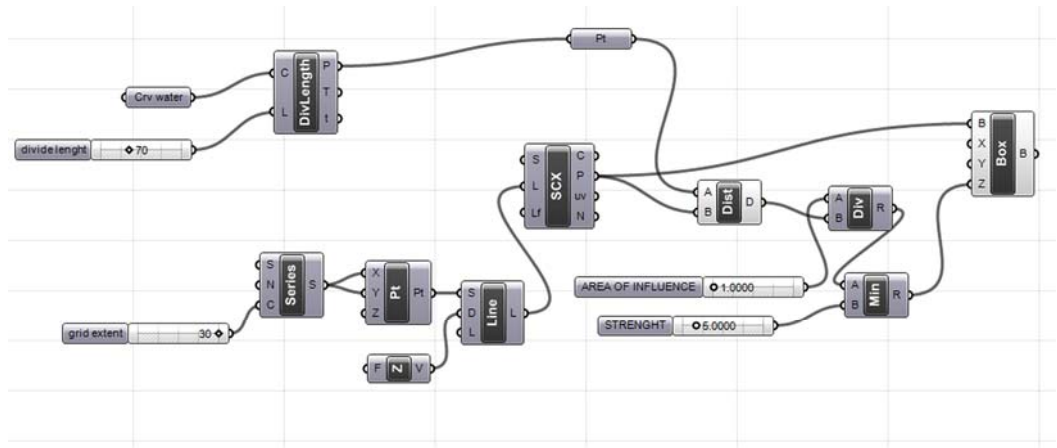 Pt
Crv water
C
L
DivLength
P
T
t
divide lenght
70
S
L
Lf
SCX
C
P
uv
N
A
B
Dist
D
A
B
Div
R
B
X
Y
Z
Box
B
S
N
C
Series
S
X
Y
Z
Pt
Pt
S
D
L
Line
L
AREA OF INFLUENCE
1.0000
A
B
Min
R
grid extent
30
STRENGHT
5.0000
F
Z
V